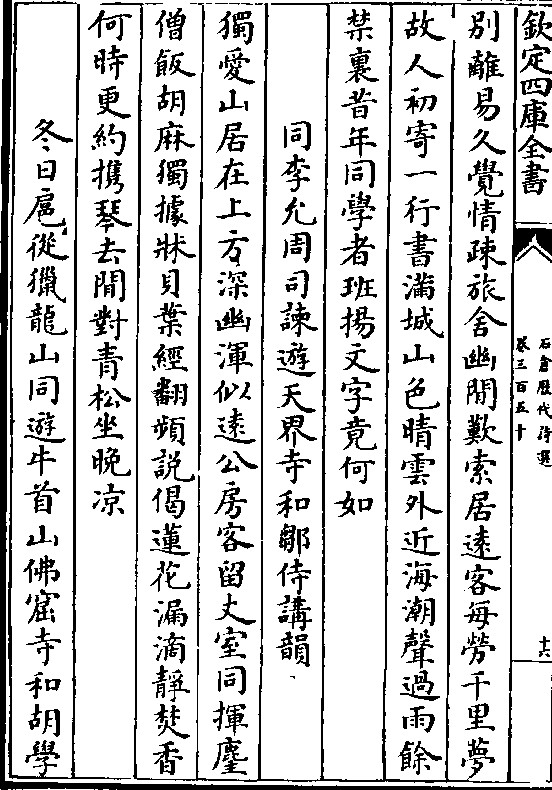 欽定四庫全書
石倉歷代詩選
卷三百五十
十六
別離易久覺情疎旅舍幽閒歎索居遠客每勞千里夢
故人初寄一行書滿城山色晴雲外近海潮聲過雨餘
禁裏昔年同學者班揚文字竟何如
同李允周司諫遊天界寺和鄒侍講韻
獨愛山居在上方深幽渾似遠公房客留丈室同揮麈
僧飯胡麻獨據牀貝葉經翻頻説偈蓮花漏滴靜焚香
何時更約携琴去閒對青松坐晚凉
冬日扈從獵龍山同遊牛首山佛窟寺和胡學